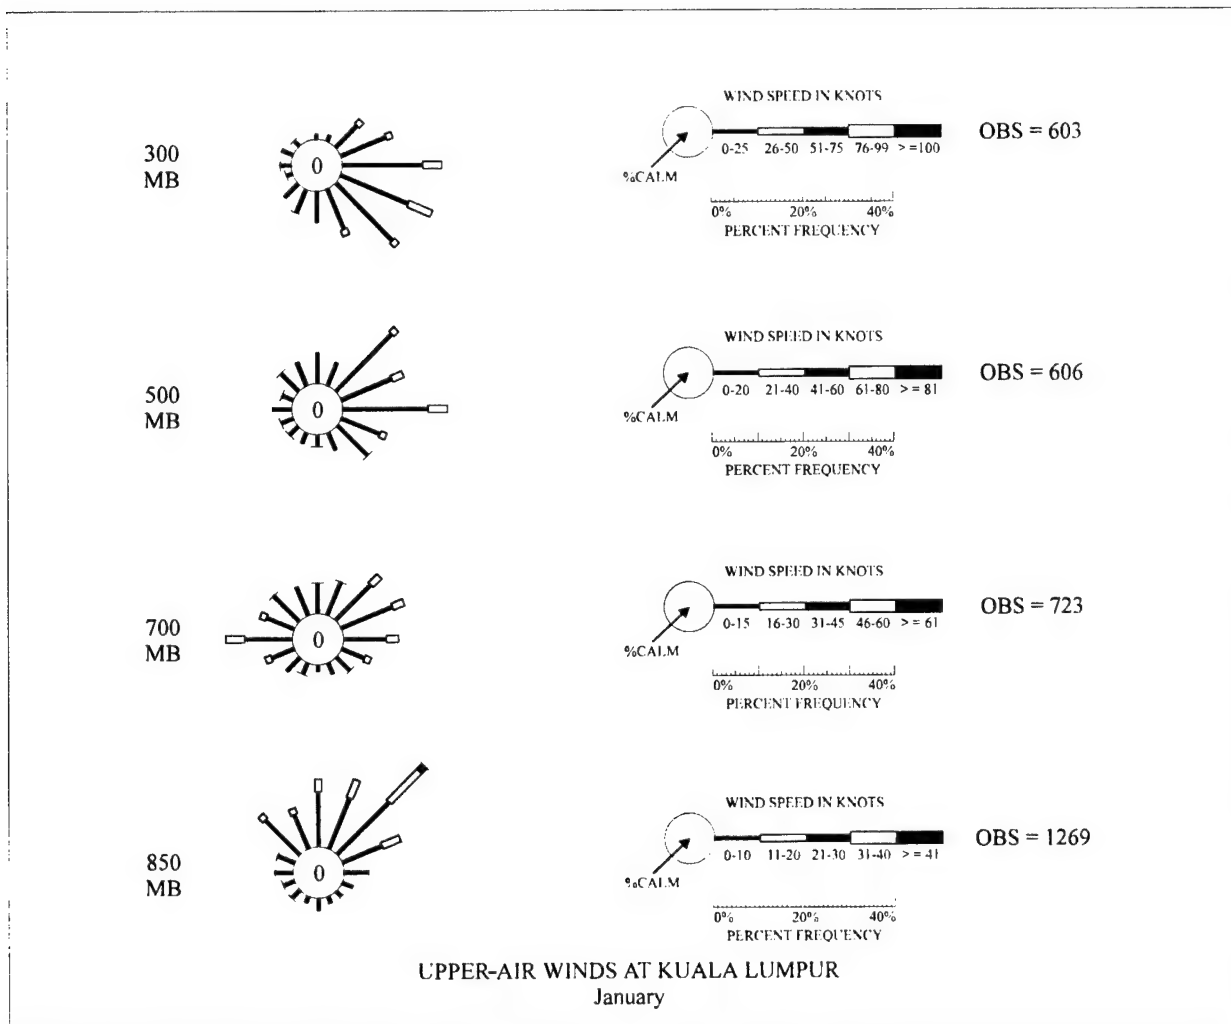 300
MB
0
WIND SPEED IN KNOTS
0-25 26-50 51-75 76-99 > =100
%CALM
0% 20% 40%
PERCENT FREQUENCY
OBS = 603
500
MB
0
WIND SPEED IN KNOTS
0-20 21-40 41-60 61-80 > = 81
%CALM
0% 20% 40%
PERCENT FREQUENCY
OBS = 606
700
MB
0
WIND SPEED IN KNOTS
0-15 16-30 31-45 46-60 > = 61
%CALM
0% 20% 40%
PERCENT FREQUENCY
OBS = 723
850
MB
0
WIND SPEED IN KNOTS
0-10 11-20 21-30 31-40 > = 41
%CALM
0% 20% 40%
PERCENT FREQUENCY
OBS = 1269
UPPER-AIR WINDS AT KUALA LUMPUR
January